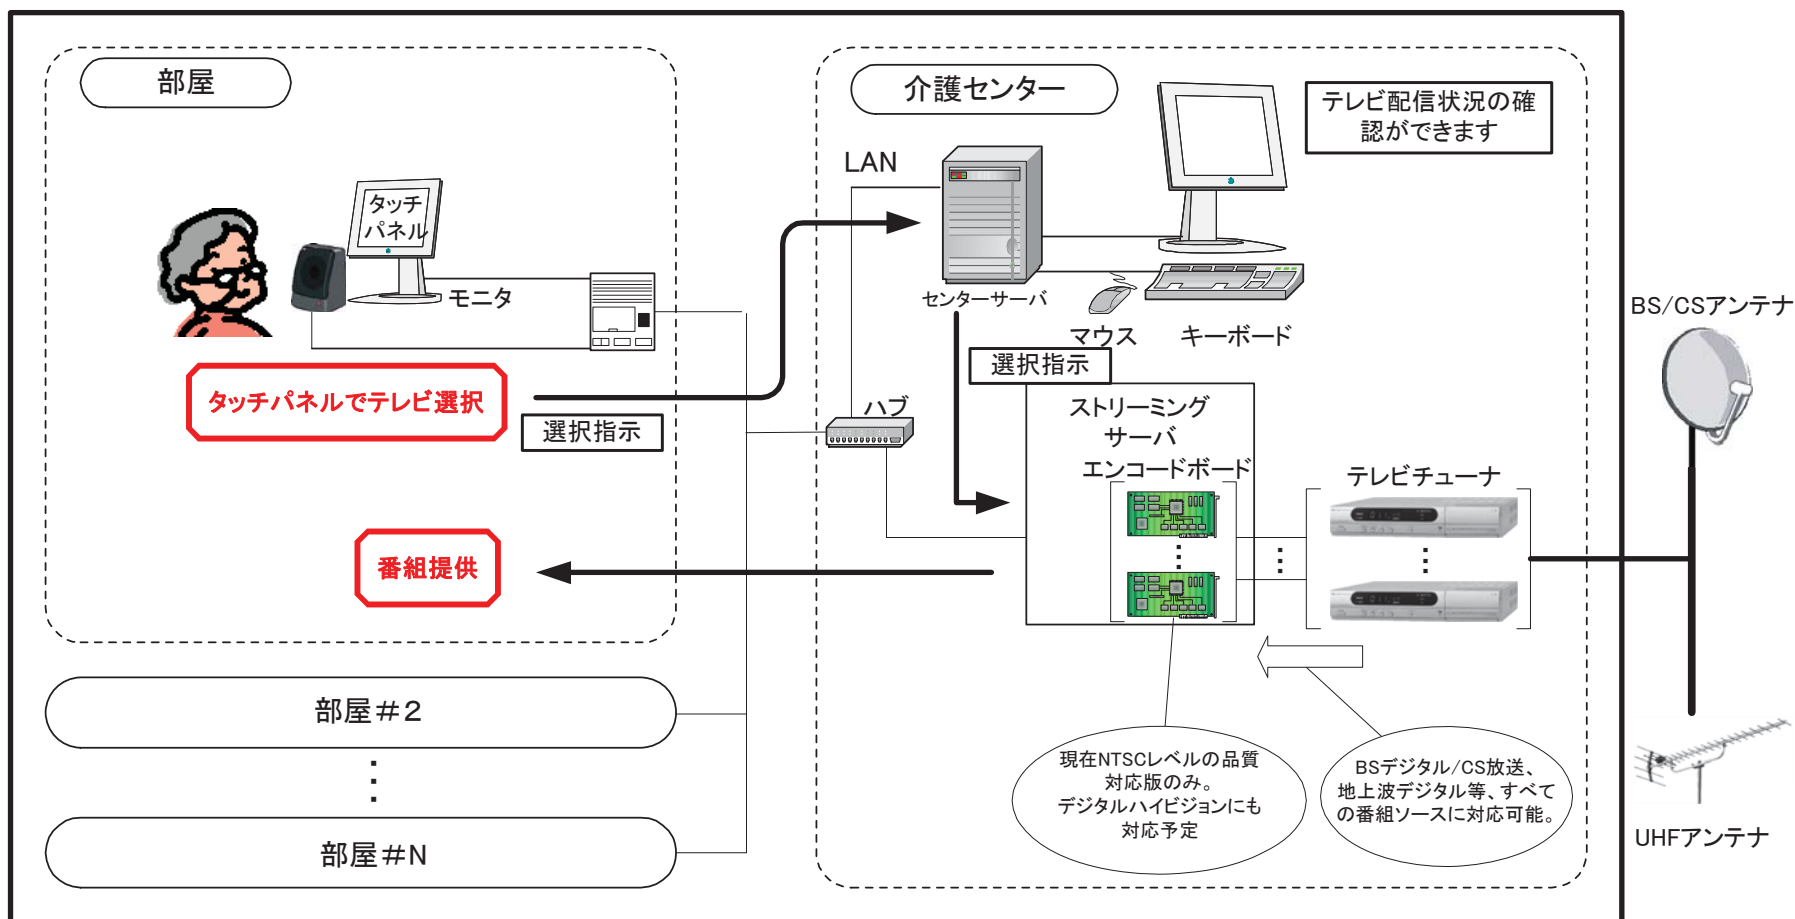 部屋
介護センター
テレビ配信状況の確
認ができます
LAN
タッチ
パネル
モニタ
センターサーバ
マウス
キーボード
BS/CSアンテナ
選択指示
タッチパネルでテレビ選択
選択指示
ハブ
ストリーミング
サーバ
エンコードボード
テレビチューナ
番組提供
部屋＃2
部屋＃N
現在NTSCレベルの品質
対応版のみ。
デジタルハイビジョンにも
対応予定
BSデジタル/CS放送、
地上波デジタル等、すべて
の番組ソースに対応可能。
UHFアンテナ